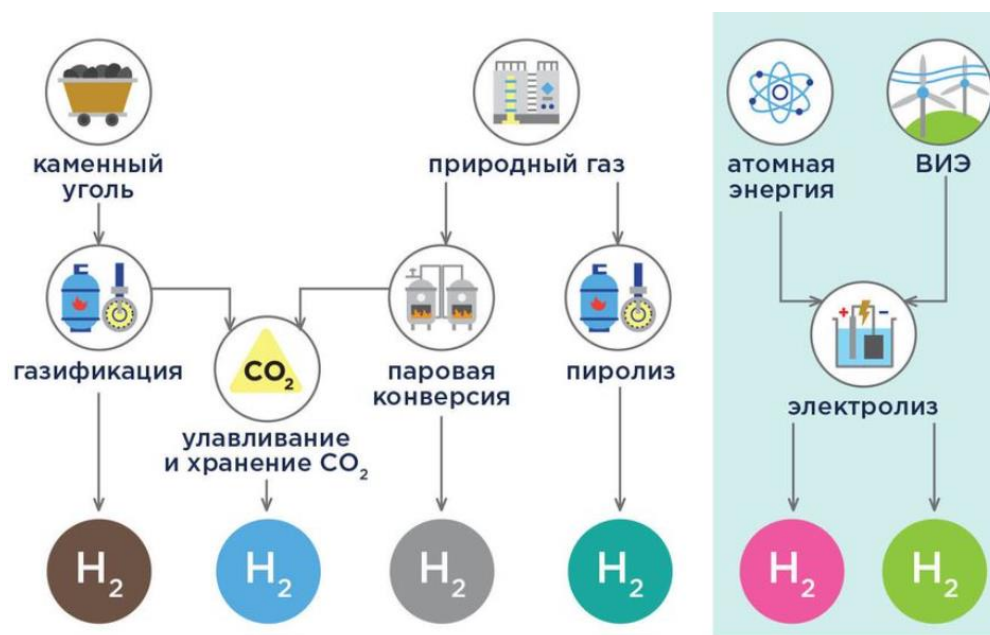 каменный
уголь
природный газ
атомная
энергия
ВИЭ
газификация
CO₂
паровая
конверсия
пиролиз
+ −
электролиз
улавливание
и хранение CO₂
H₂
H₂
H₂
H₂
H₂
H₂